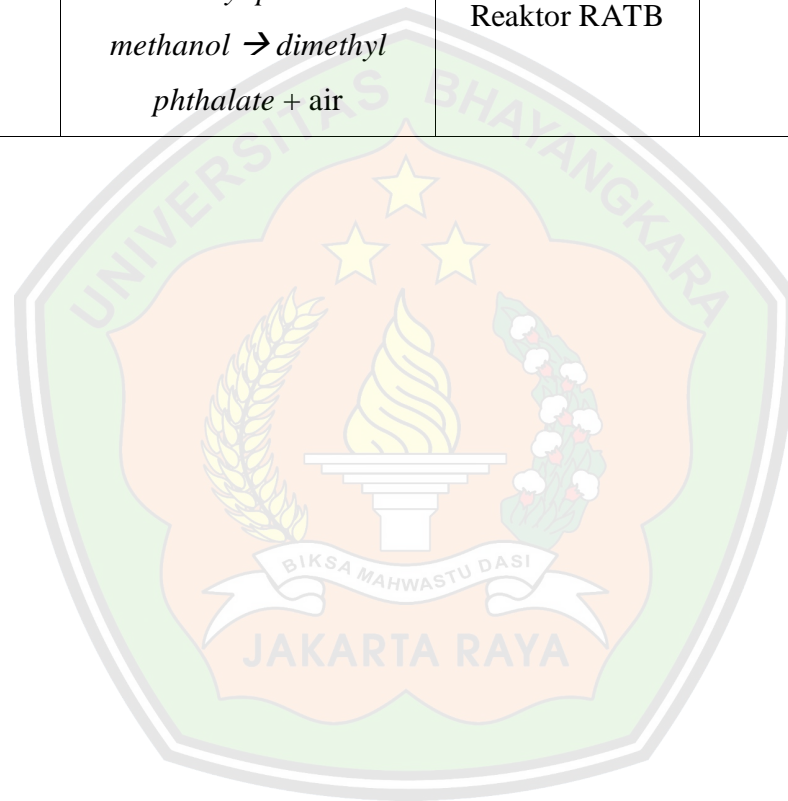 methanol → dimethyl
phthalate + air
Reaktor RATB
UNIVERSITAS BHAYANGKARA
BIKSA MAHWASTU DASI
JAKARTA RAYA